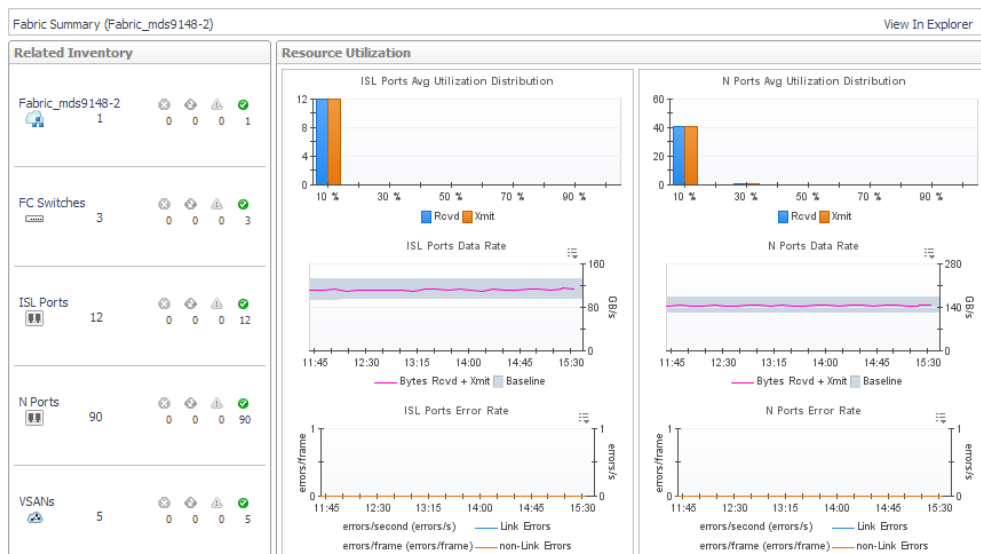 Fabric Summary (Fabric_mds9148-2) View In Explorer
Related Inventory
Fabric_mds9148-2
1 0 0 0 1
FC Switches
3 0 0 0 3
ISL Ports
12 0 0 0 12
N Ports
90 0 0 0 90
VSANs
5 0 0 0 5
Resource Utilization
ISL Ports Avg Utilization Distribution
12
8
4
0
10 % 30 % 50 % 70 % 90 %
Rcvd Xmit
ISL Ports Data Rate
160
80
0
GB/s
11:45 12:30 13:15 14:00 14:45 15:30
Bytes Rcvd + Xmit Baseline
ISL Ports Error Rate
1 1
0 0
errors/frame errors/s
11:45 12:30 13:15 14:00 14:45 15:30
errors/second (errors/s) Link Errors
errors/frame (errors/frame) non-Link Errors
N Ports Avg Utilization Distribution
60
40
20
0
10 % 30 % 50 % 70 % 90 %
Rcvd Xmit
N Ports Data Rate
280
140
0
GB/s
11:45 12:30 13:15 14:00 14:45 15:30
Bytes Rcvd + Xmit Baseline
N Ports Error Rate
1 1
0 0
errors/frame errors/s
11:45 12:30 13:15 14:00 14:45 15:30
errors/second (errors/s) Link Errors
errors/frame (errors/frame) non-Link Errors